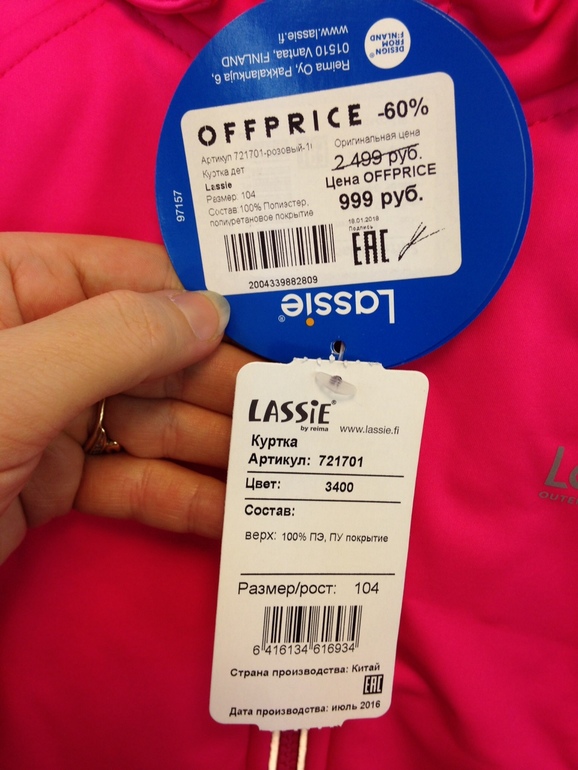 DESIGN
FROM
FINLAND
Reima Oy, Pakkalankuja 6,
01510 Vantaa, FINLAND
www.lassie.fi
OFFPRICE -60%
Артикул 721701-розовый-1
Куртка дет
Lassie
Размер: 104
Состав:100% Полиэстер,
полиуретановое покрытие
Оригинальная цена
2 499 руб.
Цена OFFPRICE
999 руб.
19.01.2018
Подпись
EAC
2004339882809
97157
Lassie®
LASSiE®
by reima
www.lassie.fi
Куртка
Артикул: 721701
Цвет: 3400
Состав:
верх: 100% ПЭ, ПУ покрытие
Размер/рост: 104
6 416134 616934
Страна производства: Китай
EAC
Дата производства: июль 2016